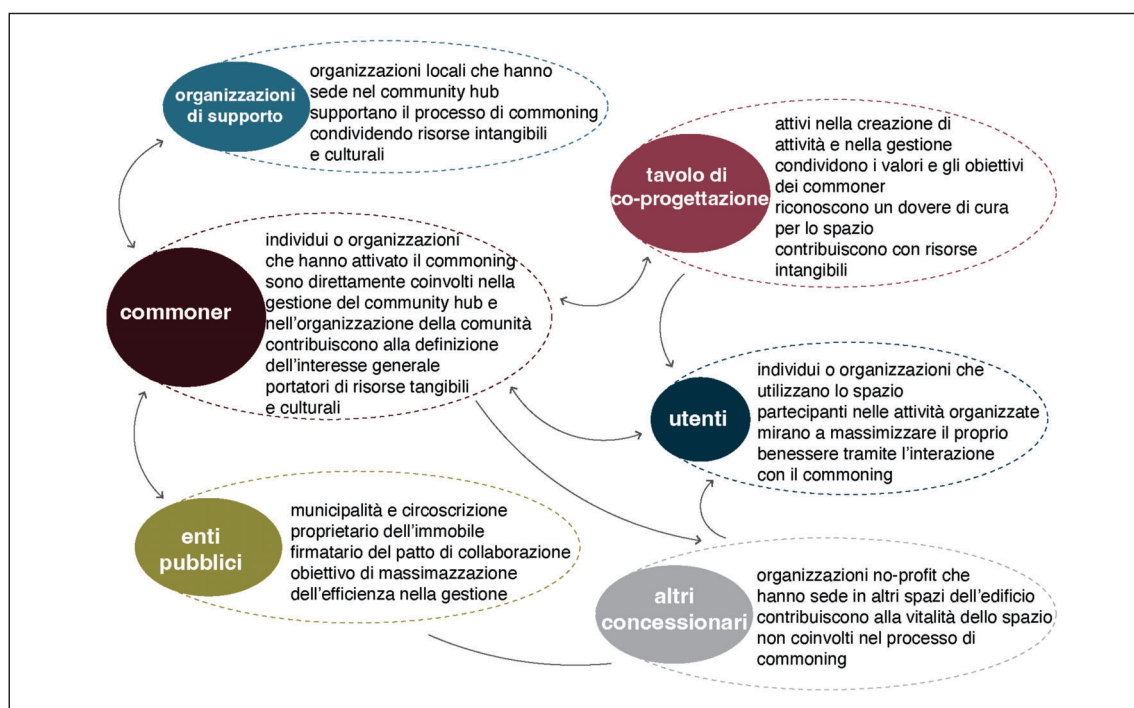 organizzazioni
di supporto
organizzazioni locali che hanno
sede nel community hub
supportano il processo di commoning
condividendo risorse intangibili
e culturali
tavolo di
co-progettazione
attivi nella creazione di
attività e nella gestione
condividono i valori e gli obiettivi
dei commoner
riconoscono un dovere di cura
per lo spazio
contribuiscono con risorse
intangibili
commoner
individui o organizzazioni
che hanno attivato il commoning
sono direttamente coinvolti nella
gestione del community hub e
nell'organizzazione della comunità
contribuiscono alla definizione
dell'interesse generale
portatori di risorse tangibili
e culturali
utenti
individui o organizzazioni che
utilizzano lo spazio
partecipanti nelle attività organizzate
mirano a massimizzare il proprio
benessere tramite l'interazione
con il commoning
enti
pubblici
municipalità e circoscrizione
proprietario dell'immobile
firmatario del patto di collaborazione
obiettivo di massimazzazione
dell'efficienza nella gestione
altri
concessionari
organizzazioni no-profit che
hanno sede in altri spazi dell'edificio
contribuiscono alla vitalità dello spazio
non coinvolti nel processo di
commoning